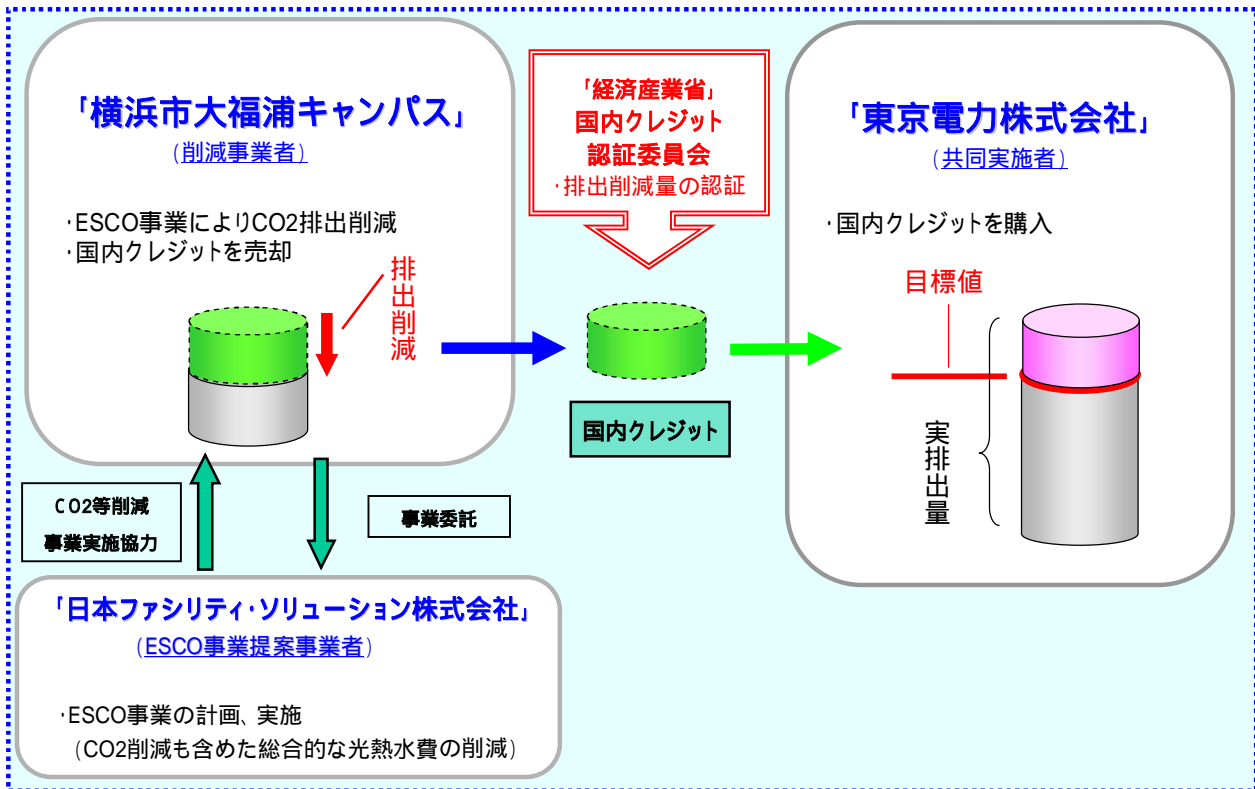 「横浜市大福浦キャンパス」
(削減事業者)
・ESCO事業によりCO2排出削減
・国内クレジットを売却
排出削減
「経済産業省」
国内クレジット
認証委員会
・排出削減量の認証
国内クレジット
「東京電力株式会社」
(共同実施者)
・国内クレジットを購入
目標値
実排出量
CO2等削減
事業実施協力
事業委託
「日本ファシリティ・ソリューション株式会社」
(ESCO事業提案事業者)
・ESCO事業の計画、実施
(CO2削減も含めた総合的な光熱水費の削減)